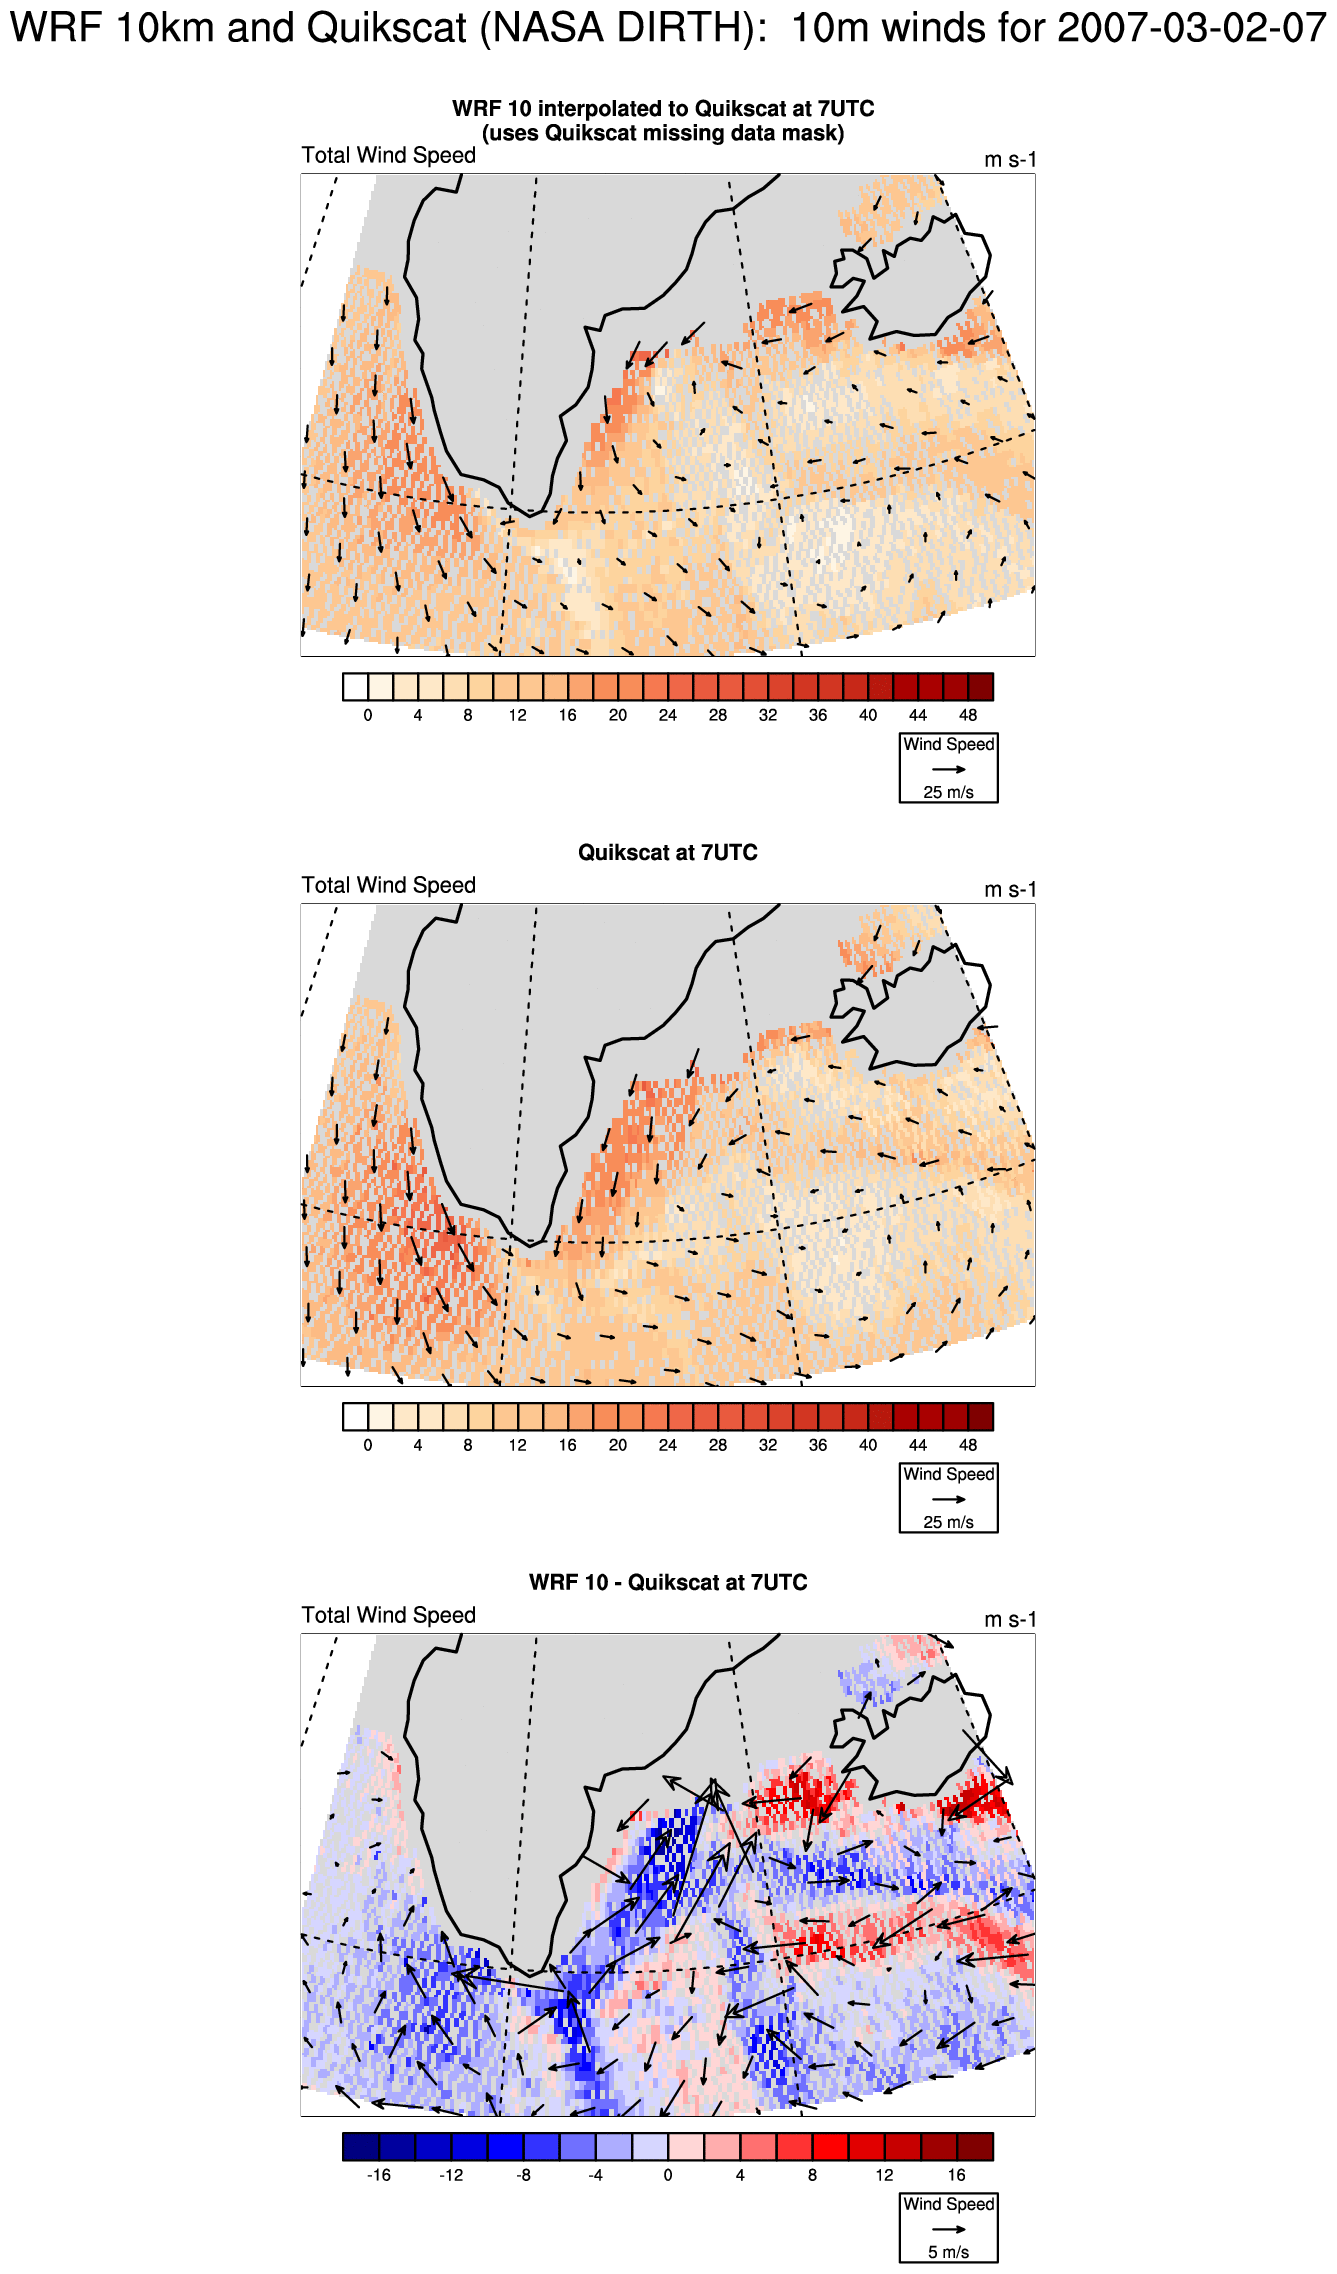 WRF 10km and Quikscat (NASA DIRTH):  10m winds for 2007-03-02-07
WRF 10 interpolated to Quikscat at 7UTC
(uses Quikscat missing data mask)
Total Wind Speed m s-1
0 4 8 12 16 20 24 28 32 36 40 44 48
Wind Speed
25 m/s
Quikscat at 7UTC
Total Wind Speed m s-1
0 4 8 12 16 20 24 28 32 36 40 44 48
Wind Speed
25 m/s
WRF 10 - Quikscat at 7UTC
Total Wind Speed m s-1
-16 -12 -8 -4 0 4 8 12 16
Wind Speed
5 m/s